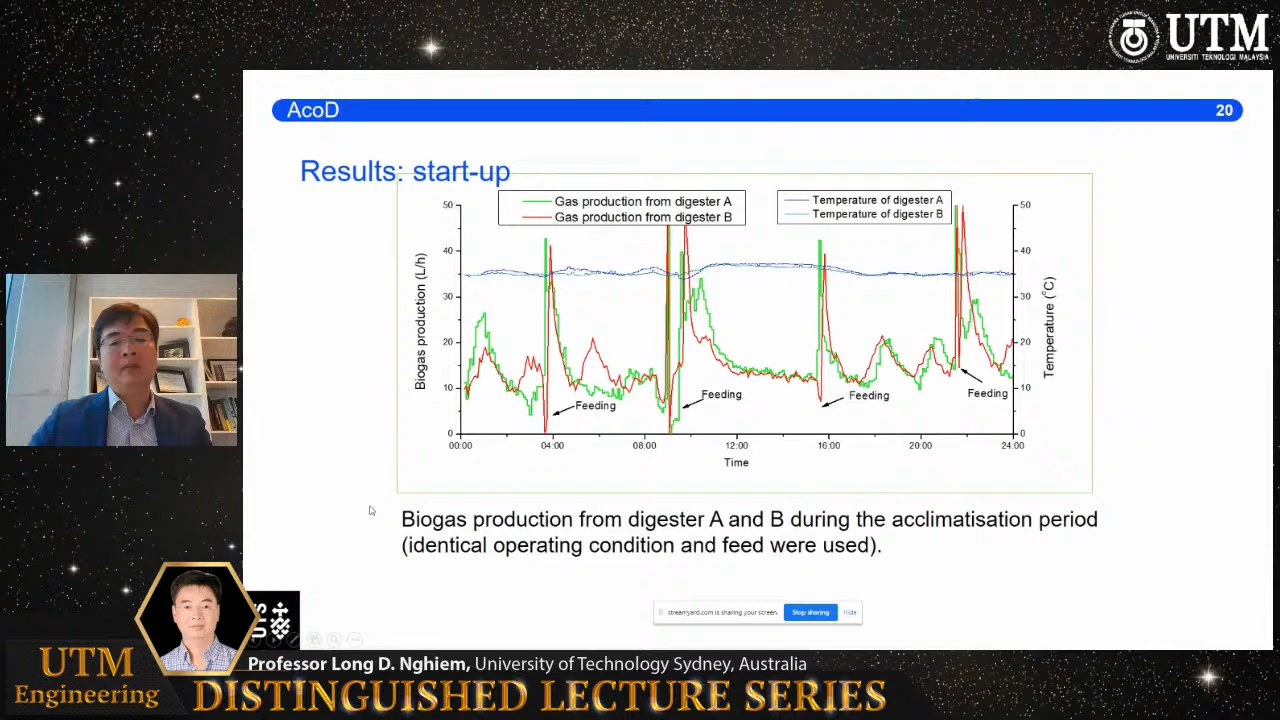 UTM
UNIVERSITI TEKNOLOGI MALAYSIA
AcoD
20
Results: start-up
Gas production from digester A
Gas production from digester B
Temperature of digester A
Temperature of digester B
50
40
30
20
10
0
Biogas production (L/h)
50
40
30
20
10
0
Temperature (°C)
Feeding
Feeding
Feeding
Feeding
00:00
04:00
08:00
12:00
16:00
20:00
24:00
Time
Biogas production from digester A and B during the acclimatisation period
(identical operating condition and feed were used).
streamyard.com is sharing your screen.
Stop sharing
Hide
UTS
Professor Long D. Nghiem, University of Technology Sydney, Australia
UTM
Engineering
DISTINGUISHED LECTURE SERIES